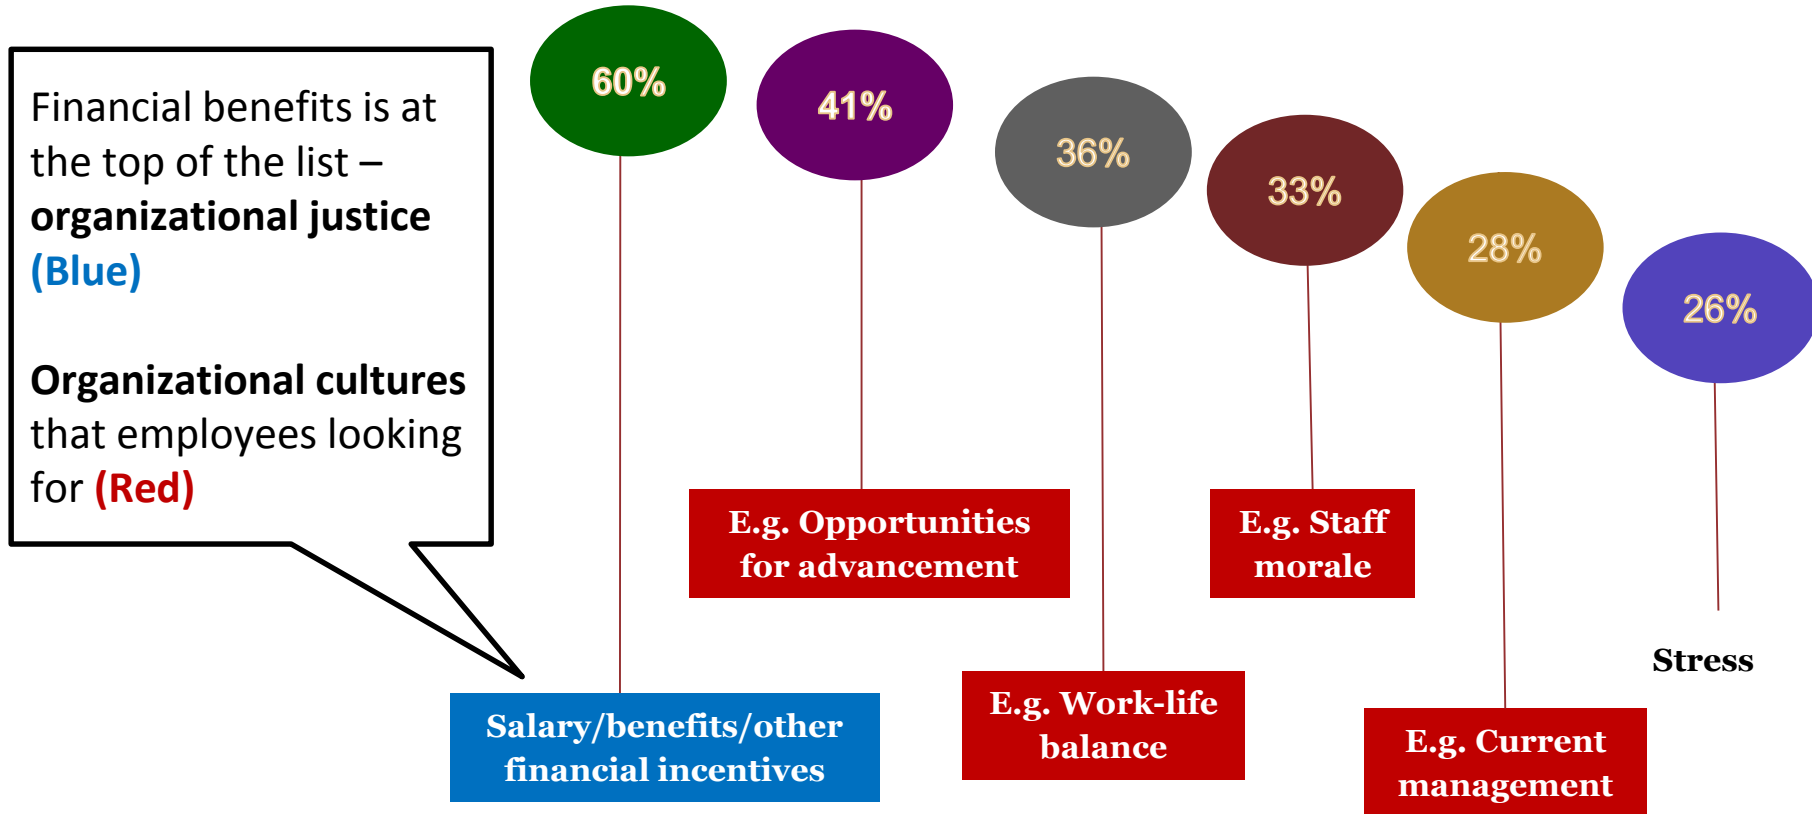 Financial benefits is at
the top of the list –
organizational justice
(Blue)
Organizational cultures
that employees looking
for (Red)
60%
41%
36%
33%
28%
26%
E.g. Opportunities
for advancement
E.g. Staff
morale
Stress
Salary/benefits/other
financial incentives
E.g. Work-life
balance
E.g. Current
management